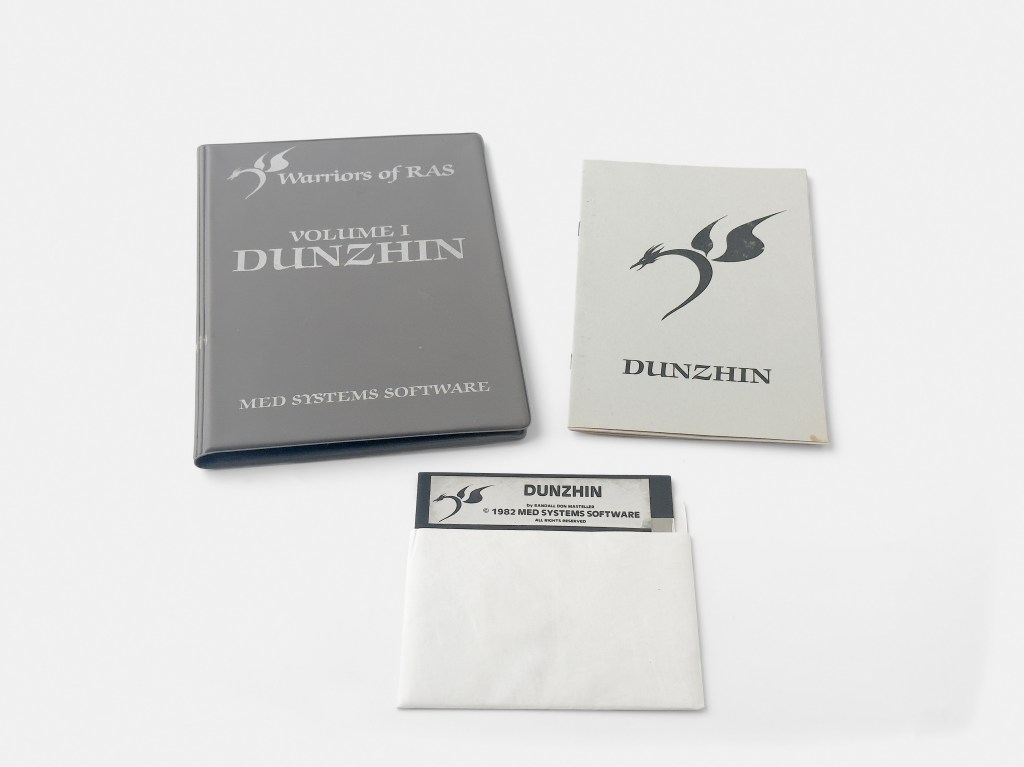 Warriors of RAS
VOLUME I
DUNZHIN
MED SYSTEMS SOFTWARE
DUNZHIN
DUNZHIN
by RANDALL DON MASTELLER
© 1982 MED SYSTEMS SOFTWARE
ALL RIGHTS RESERVED